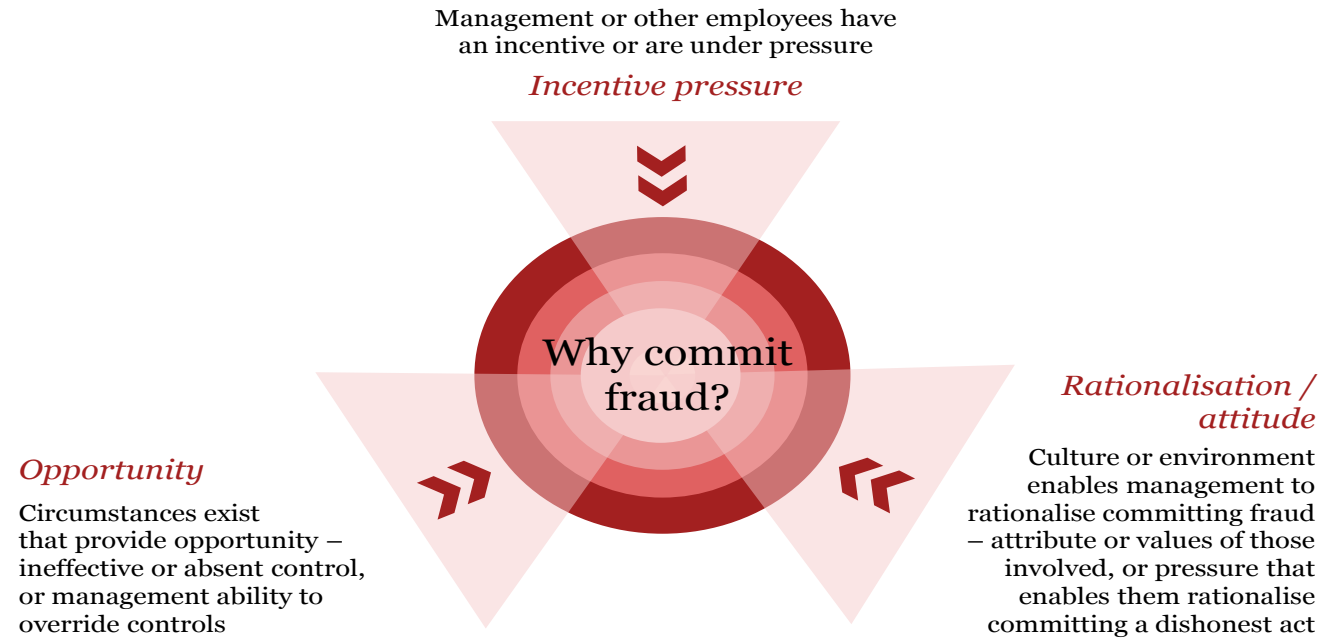 Management or other employees have
an incentive or are under pressure
Incentive pressure
Why commit
fraud?
Opportunity
Circumstances exist
that provide opportunity –
ineffective or absent control,
or management ability to
override controls
Rationalisation /
attitude
Culture or environment
enables management to
rationalise committing fraud
– attribute or values of those
involved, or pressure that
enables them rationalise
committing a dishonest act